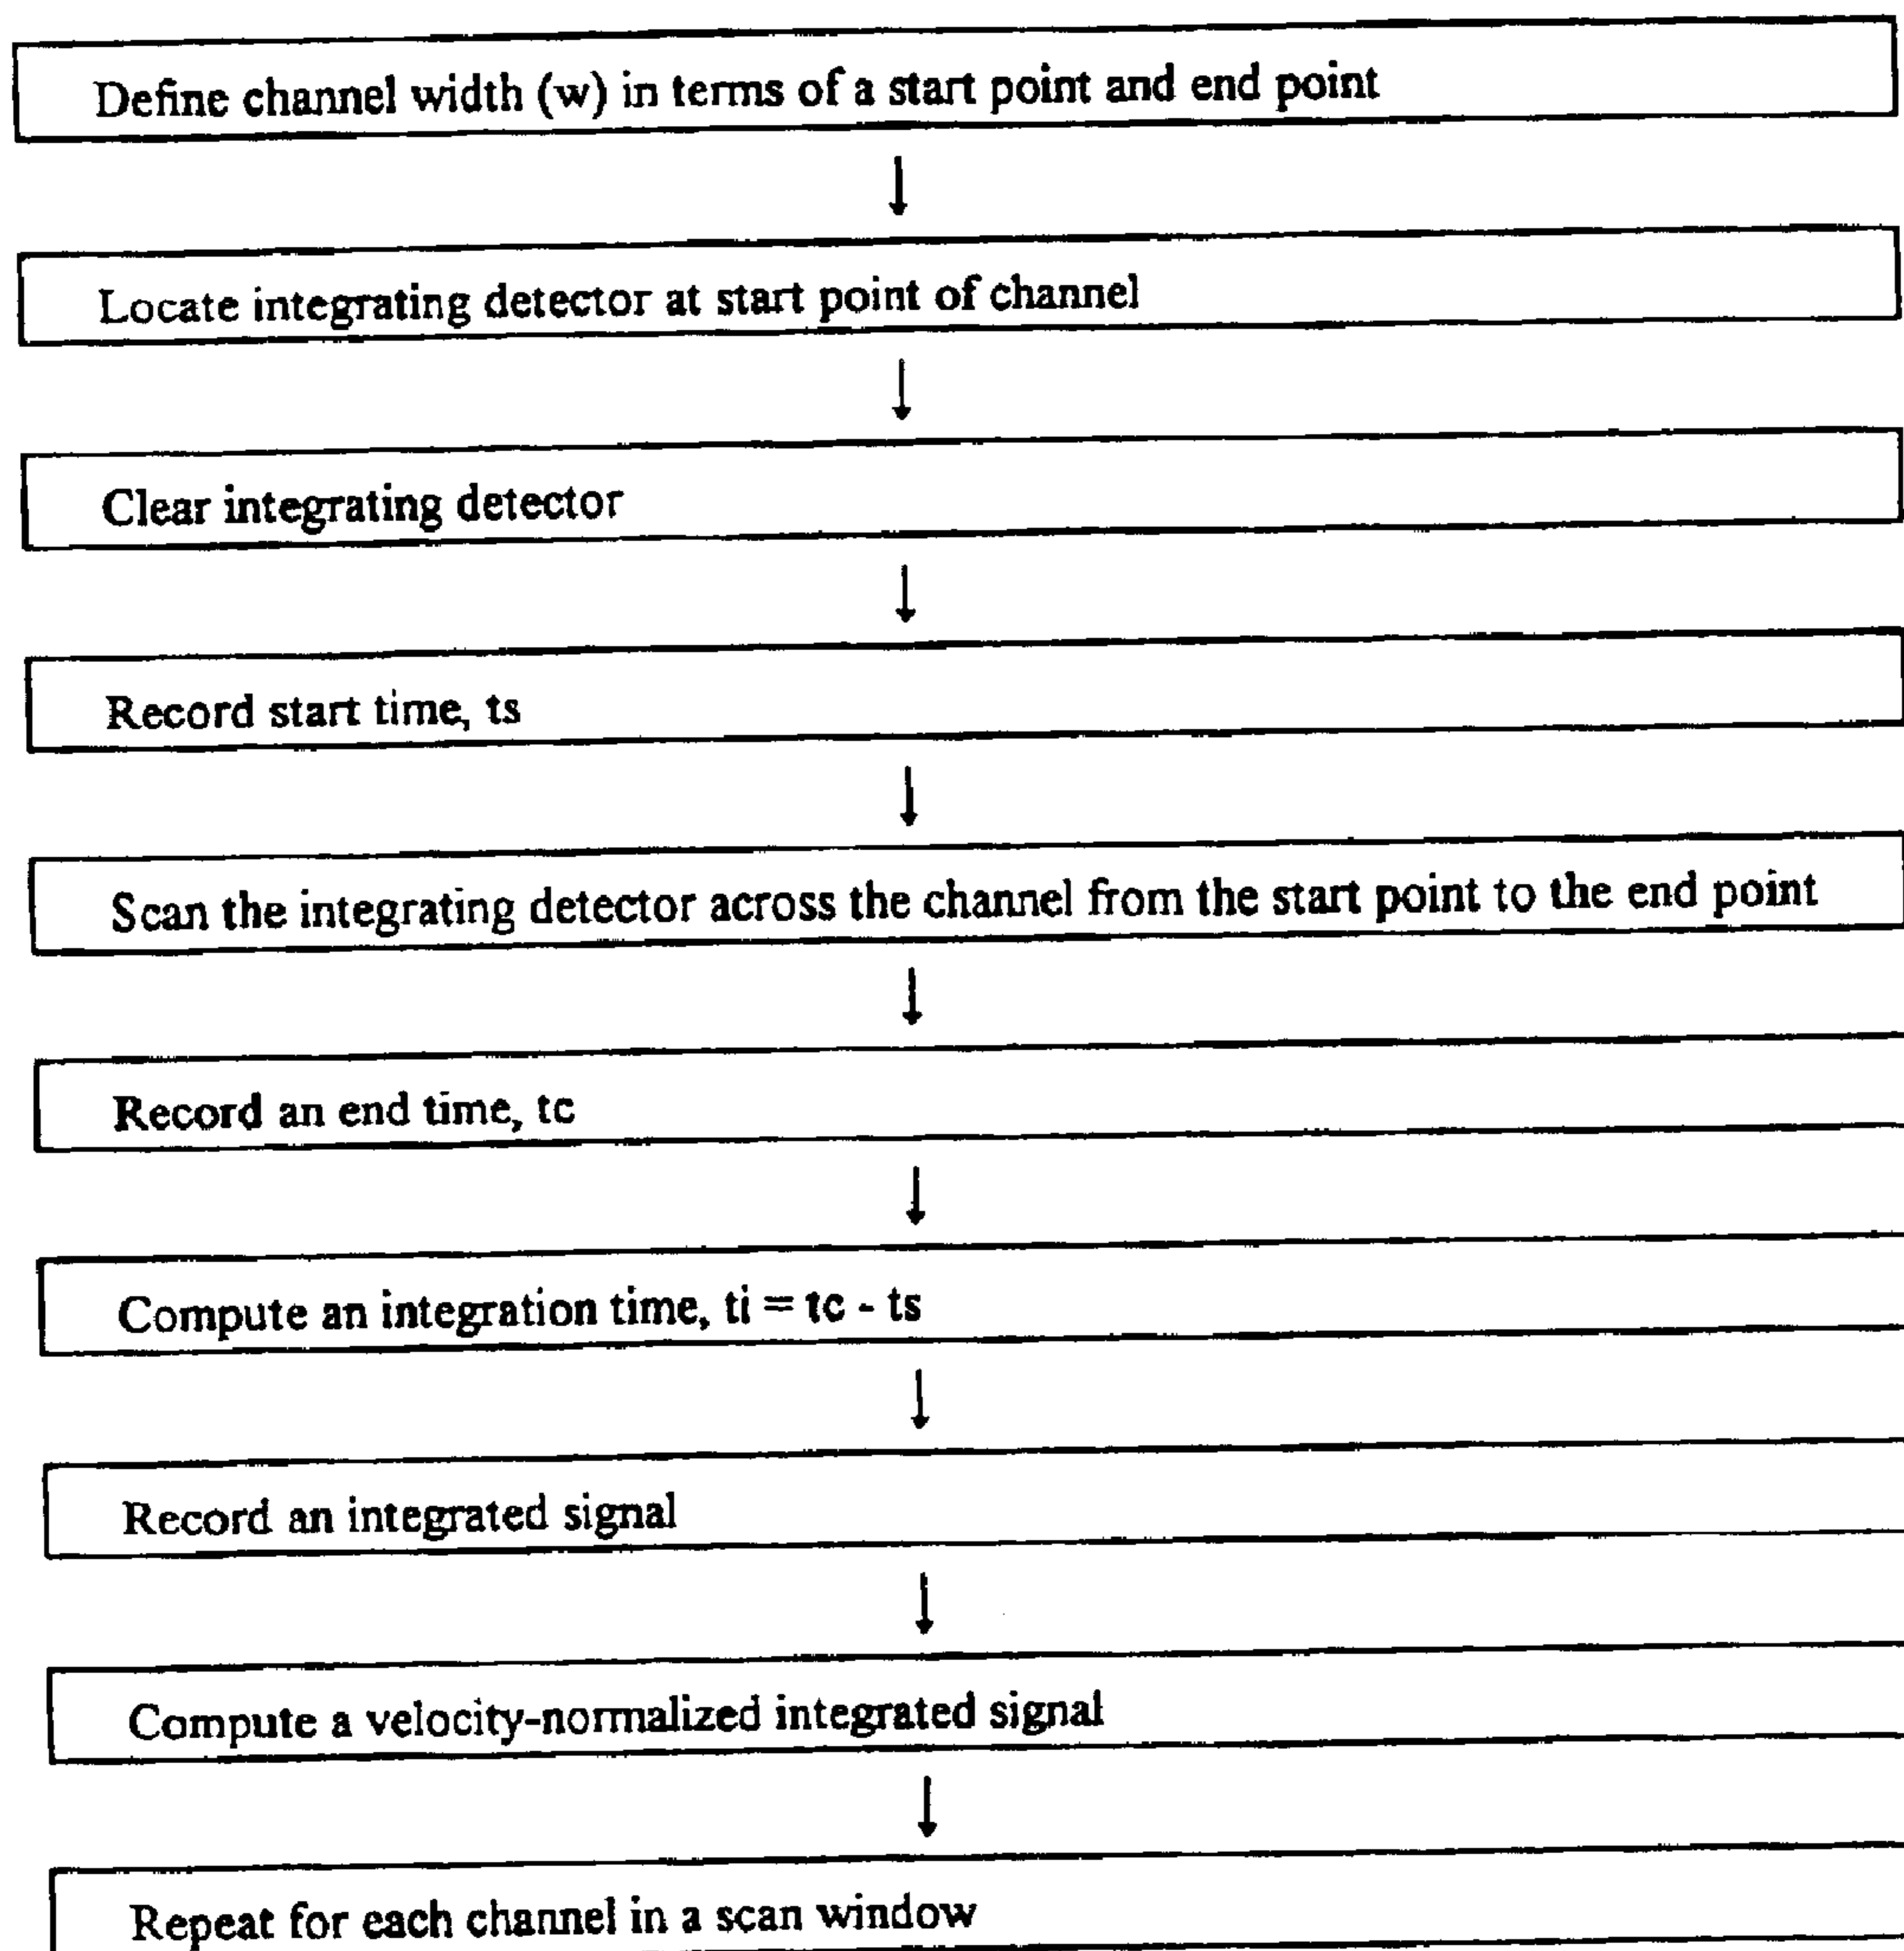 Define channel width (w) in terms of a start point and end point
Locate integrating detector at start point of channel
Clear integrating detector
Record start time, ts
Scan the integrating detector across the channel from the start point to the end point
Record an end time, tc
Compute an integration time, ti = tc - ts
Record an integrated signal
Compute a velocity-normalized integrated signal
Repeat for each channel in a scan window